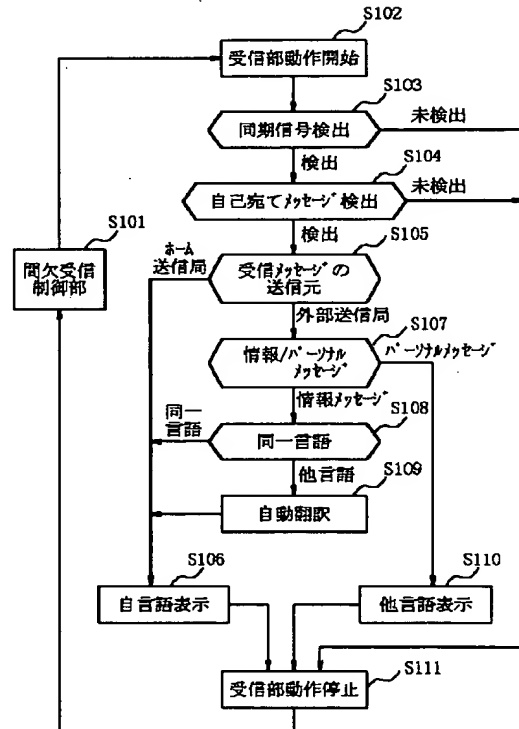 S102
受信部動作開始
S103
同期信号検出
未検出
検出
S104
自己宛てメッセージ検出
未検出
検出
S101
間欠受信
制御部
ホーム
送信局
S105
受信メッセージの
送信元
外部送信局
S107
情報/パーソナル
メッセージ
パーソナルメッセージ
情報メッセージ
同一
言語
S108
同一言語
他言語
S109
自動翻訳
S106
自言語表示
S110
他言語表示
S111
受信部動作停止